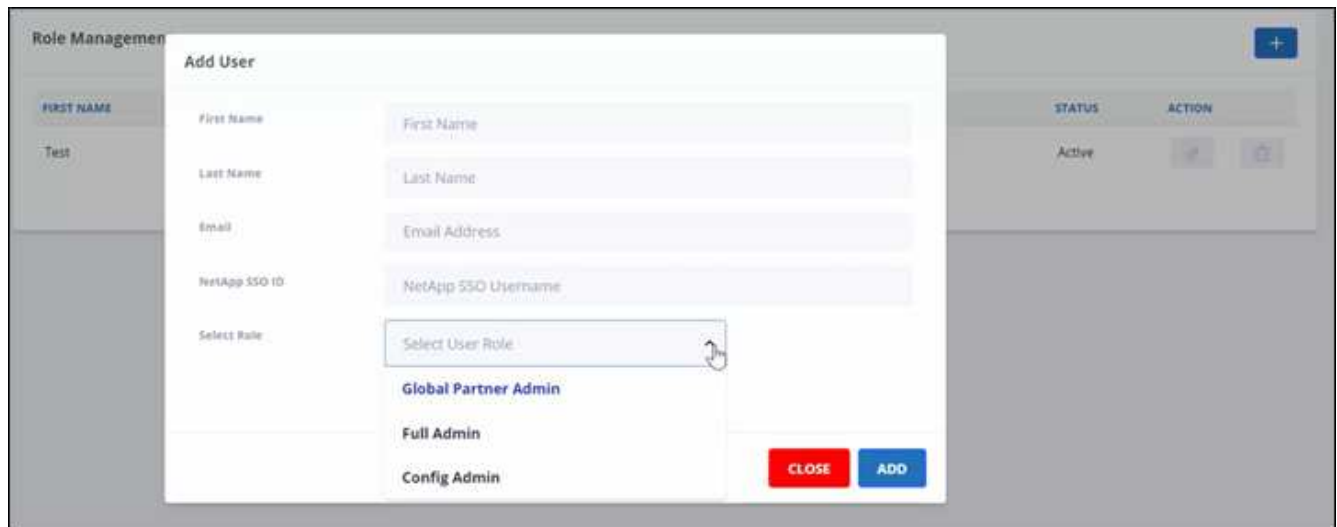 Role Managemen
+
Add User
FIRST NAME
STATUS
ACTION
First Name
First Name
Test
Active
Last Name
Last Name
Email
Email Address
NetApp SSO ID
NetApp SSO Username
Select Role
Select User Role
Global Partner Admin
Full Admin
Config Admin
CLOSE
ADD